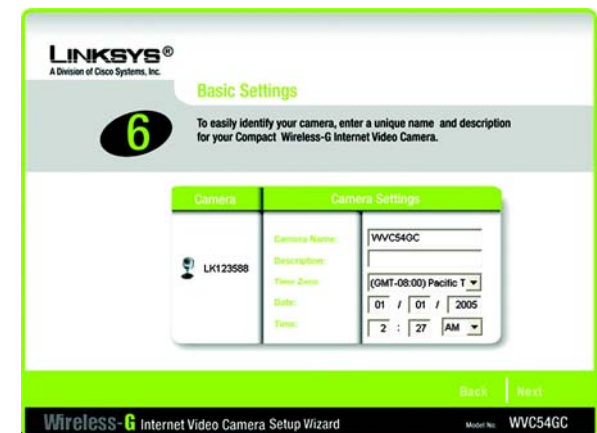 LINKSYS®
A Division of Cisco Systems, Inc.
Basic Settings
6
To easily identify your camera, enter a unique name and description
for your Compact Wireless-G Internet Video Camera.
Camera
Camera Settings
LK123588
Camera Name:
WVC54GC
Description:
Time Zone:
(GMT-08:00) Pacific T
Date:
01 / 01 / 2005
Time:
2 : 27 AM
Back
Next
Wireless-G Internet Video Camera Setup Wizard
Model No. WVC54GC